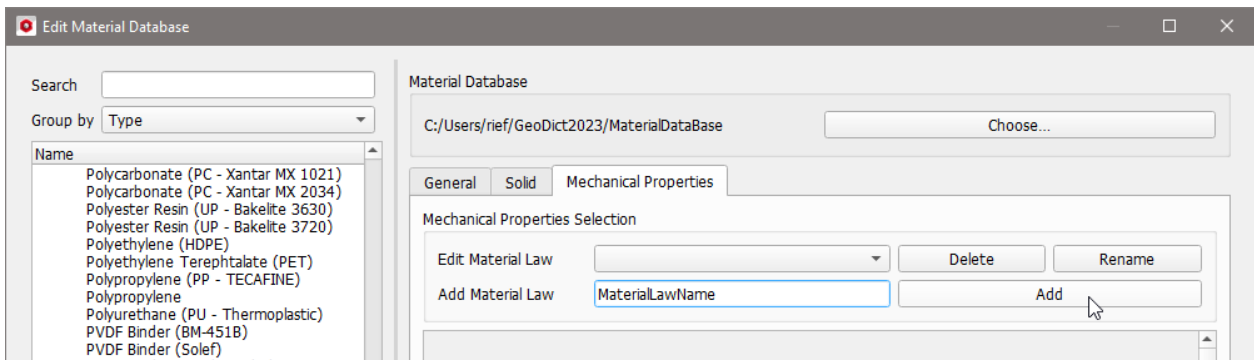 Edit Material Database
Search
Group by Type
Name
Polycarbonate (PC - Xantar MX 1021)
Polycarbonate (PC - Xantar MX 2034)
Polyester Resin (UP - Bakelite 3630)
Polyester Resin (UP - Bakelite 3720)
Polyethylene (HDPE)
Polyethylene Terephtalate (PET)
Polypropylene (PP - TECAFINE)
Polypropylene
Polyurethane (PU - Thermoplastic)
PVDF Binder (BM-451B)
PVDF Binder (Solef)
Material Database
C:/Users/rief/GeoDict2023/MaterialDataBase Choose...
General Solid Mechanical Properties
Mechanical Properties Selection
Edit Material Law Delete Rename
Add Material Law MaterialLawName Add